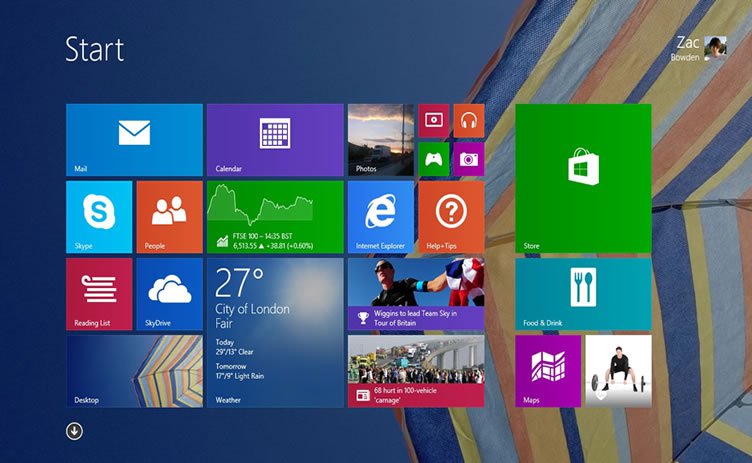 Start
Zac
Bowden
Mail
Calendar
Photos
Skype
People
FTSE 100 – 14:35 BST
6,513.55 ▲ +38.81 (+0.60%)
Internet Explorer
Help+Tips
Store
Reading List
SkyDrive
27°
City of London
Fair
Today
29°/13° Clear
Tomorrow
17°/9° Light Rain
Weather
Wiggins to lead Team Sky in
Tour of Britain
68 hurt in 100-vehicle
'carnage'
Food & Drink
Desktop
Maps